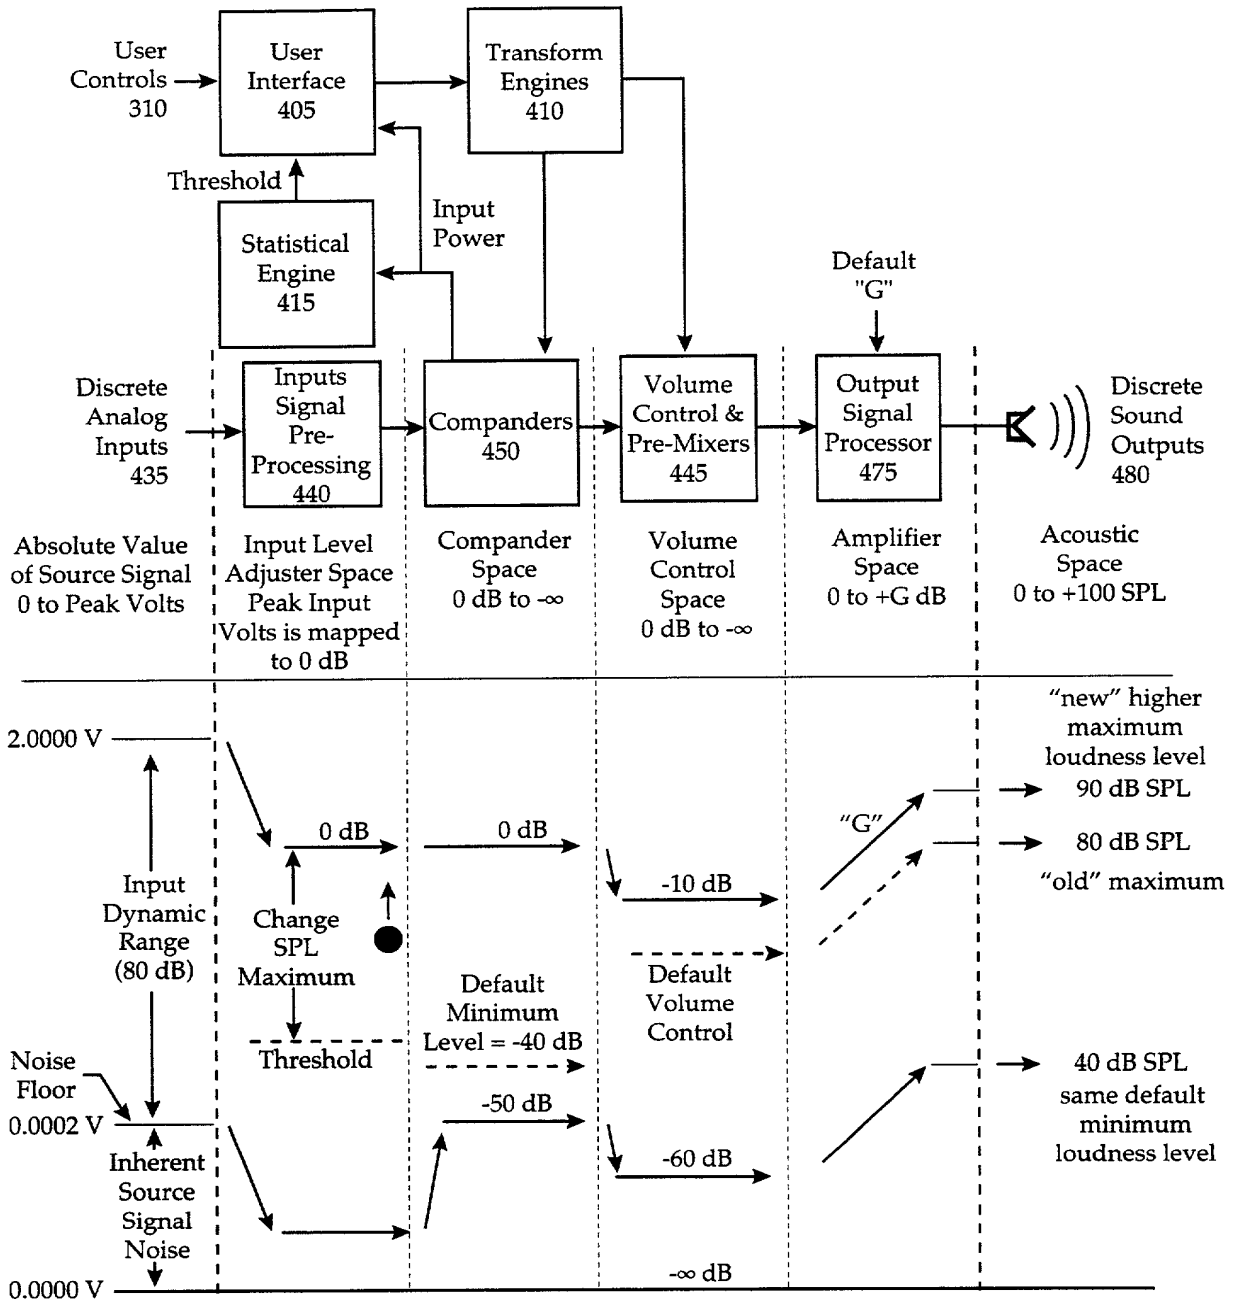 User
Controls
310
User
Interface
405
Transform
Engines
410
Threshold
Input
Power
Statistical
Engine
415
Default
"G"
Discrete
Analog
Inputs
435
Inputs
Signal
Pre-
Processing
440
Companders
450
Volume
Control &
Pre-Mixers
445
Output
Signal
Processor
475
Discrete
Sound
Outputs
480
Absolute Value
of Source Signal
0 to Peak Volts
Input Level
Adjuster Space
Peak Input
Volts is mapped
to 0 dB
Compander
Space
0 dB to -∞
Volume
Control
Space
0 dB to -∞
Amplifier
Space
0 to +G dB
Acoustic
Space
0 to +100 SPL
2.0000 V
Input
Dynamic
Range
(80 dB)
Noise
Floor
0.0002 V
Inherent
Source
Signal
Noise
0.0000 V
0 dB
Change
SPL
Maximum
Threshold
0 dB
Default
Minimum
Level = -40 dB
-50 dB
-10 dB
Default
Volume
Control
-60 dB
-∞ dB
“G”
“new” higher
maximum
loudness level
90 dB SPL
80 dB SPL
“old” maximum
40 dB SPL
same default
minimum
loudness level